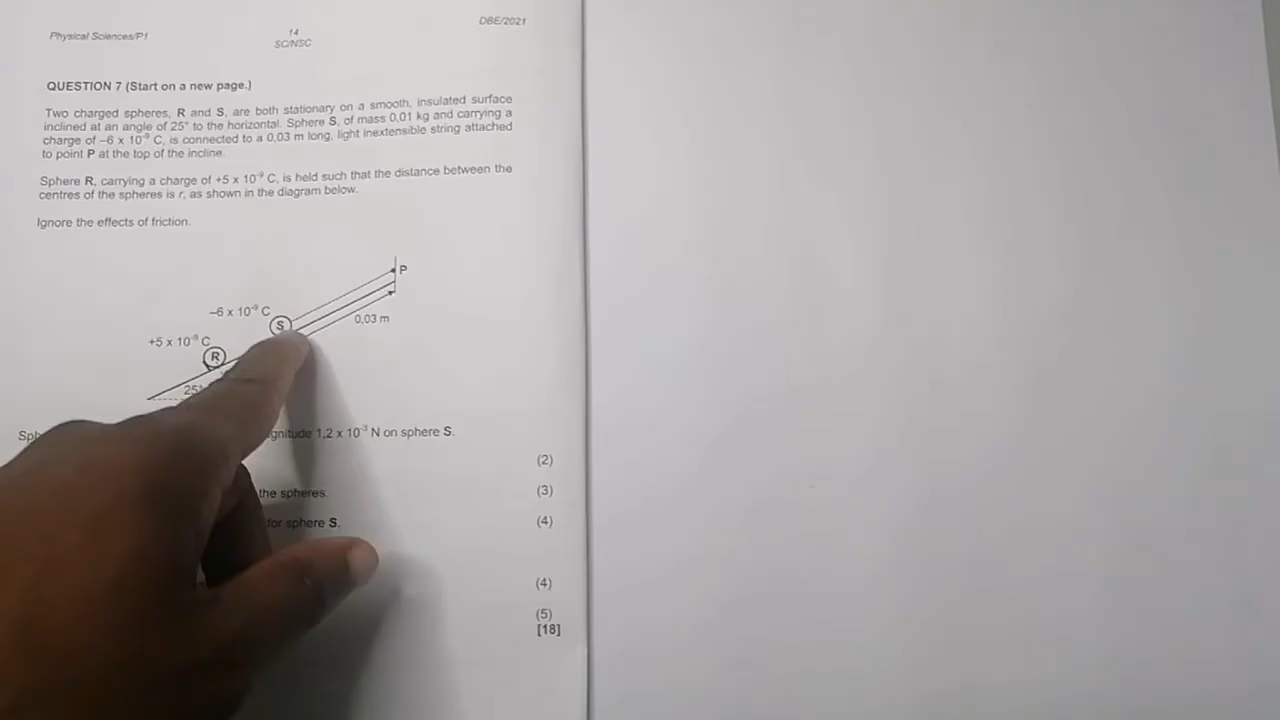 DBE/2021
Physical Sciences/P1
14
SC/NSC
QUESTION 7 (Start on a new page.)
Two charged spheres, R and S, are both stationary on a smooth, insulated surface
inclined at an angle of 25° to the horizontal. Sphere S, of mass 0,01 kg and carrying a
charge of –6 x 10⁻⁹ C, is connected to a 0,03 m long, light inextensible string attached
to point P at the top of the incline.
Sphere R, carrying a charge of +5 x 10⁻⁹ C, is held such that the distance between the
centres of the spheres is r, as shown in the diagram below.
Ignore the effects of friction.
P
–6 x 10⁻⁹ C
S
0,03 m
+5 x 10⁻⁹ C
R
25°
1,2 x 10⁻³ N on sphere S.
(2)
the spheres.
(3)
for sphere S.
(4)
(4)
(5)
[18]